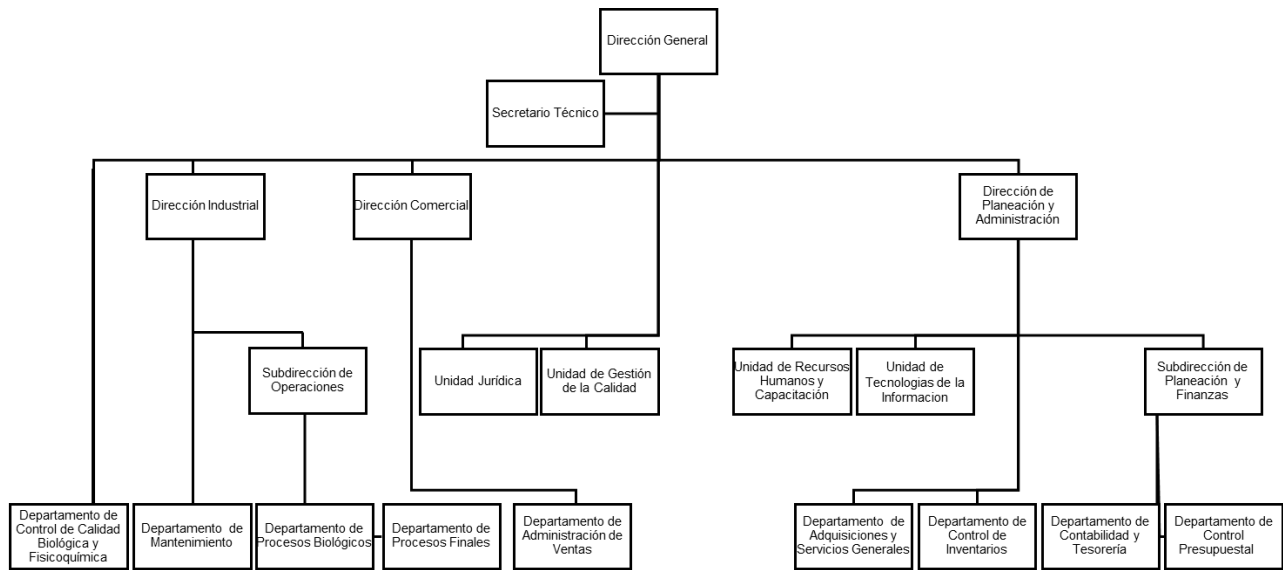 Dirección General
Secretario Técnico
Dirección Industrial
Dirección Comercial
Dirección de
Planeación y
Administración
Subdirección de
Operaciones
Unidad Jurídica
Unidad de Gestión
de la Calidad
Unidad de Recursos
Humanos y
Capacitación
Unidad de
Tecnologias de la
Informacion
Subdirección de
Planeación y
Finanzas
Departamento de
Control de Calidad
Biológica y
Fisicoquímica
Departamento de
Mantenimiento
Departamento de
Procesos Biológicos
Departamento de
Procesos Finales
Departamento de
Administración de
Ventas
Departamento de
Adquisiciones y
Servicios Generales
Departamento de
Control de
Inventarios
Departamento de
Contabilidad y
Tesorería
Departamento de
Control
Presupuestal